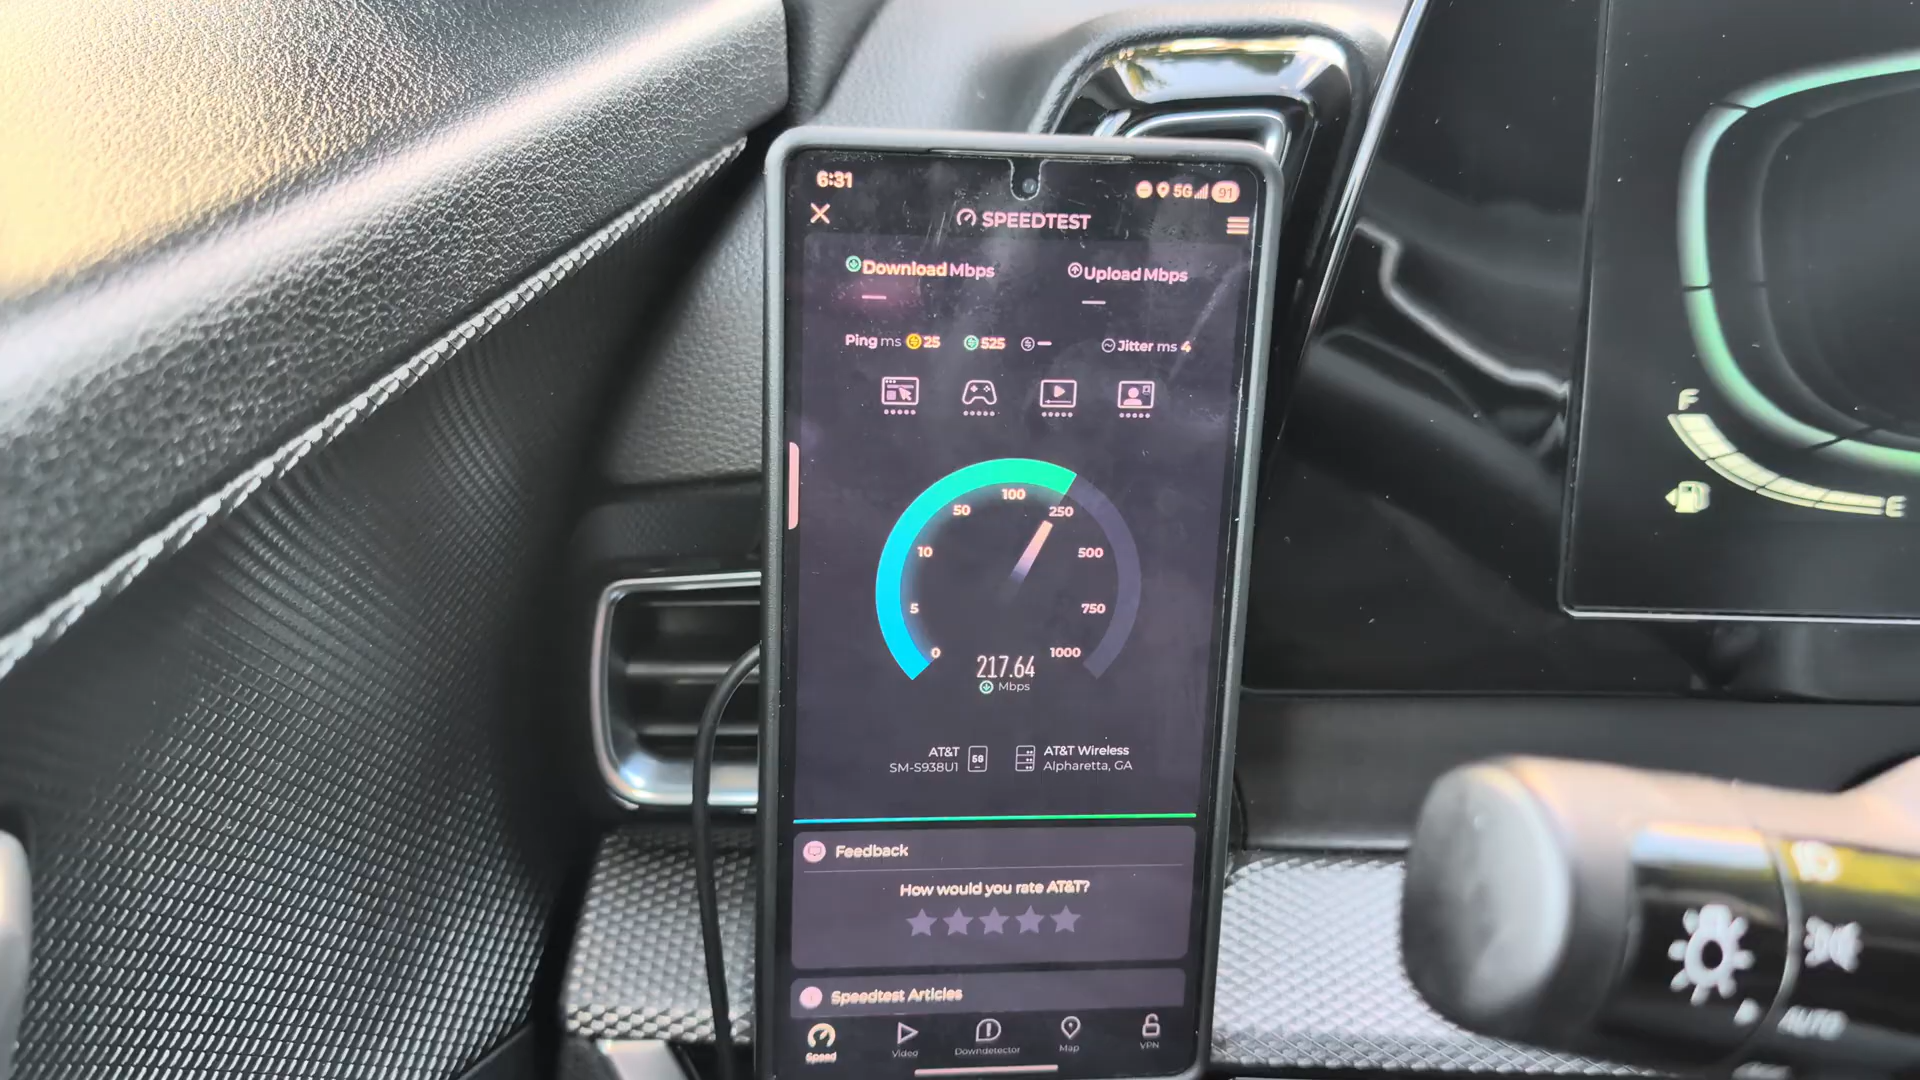 6:31
5G 91
SPEEDTEST
Download Mbps
Upload Mbps
Ping ms 25 525 Jitter ms 4
100
50 250
10 500
5 750
0 1000
217.64
Mbps
AT&T
SM-S938U1
5G
AT&T Wireless
Alpharetta, GA
Feedback
How would you rate AT&T?
Speedtest Articles
Speed Video Downdetector Map VPN
F
E
AUTO